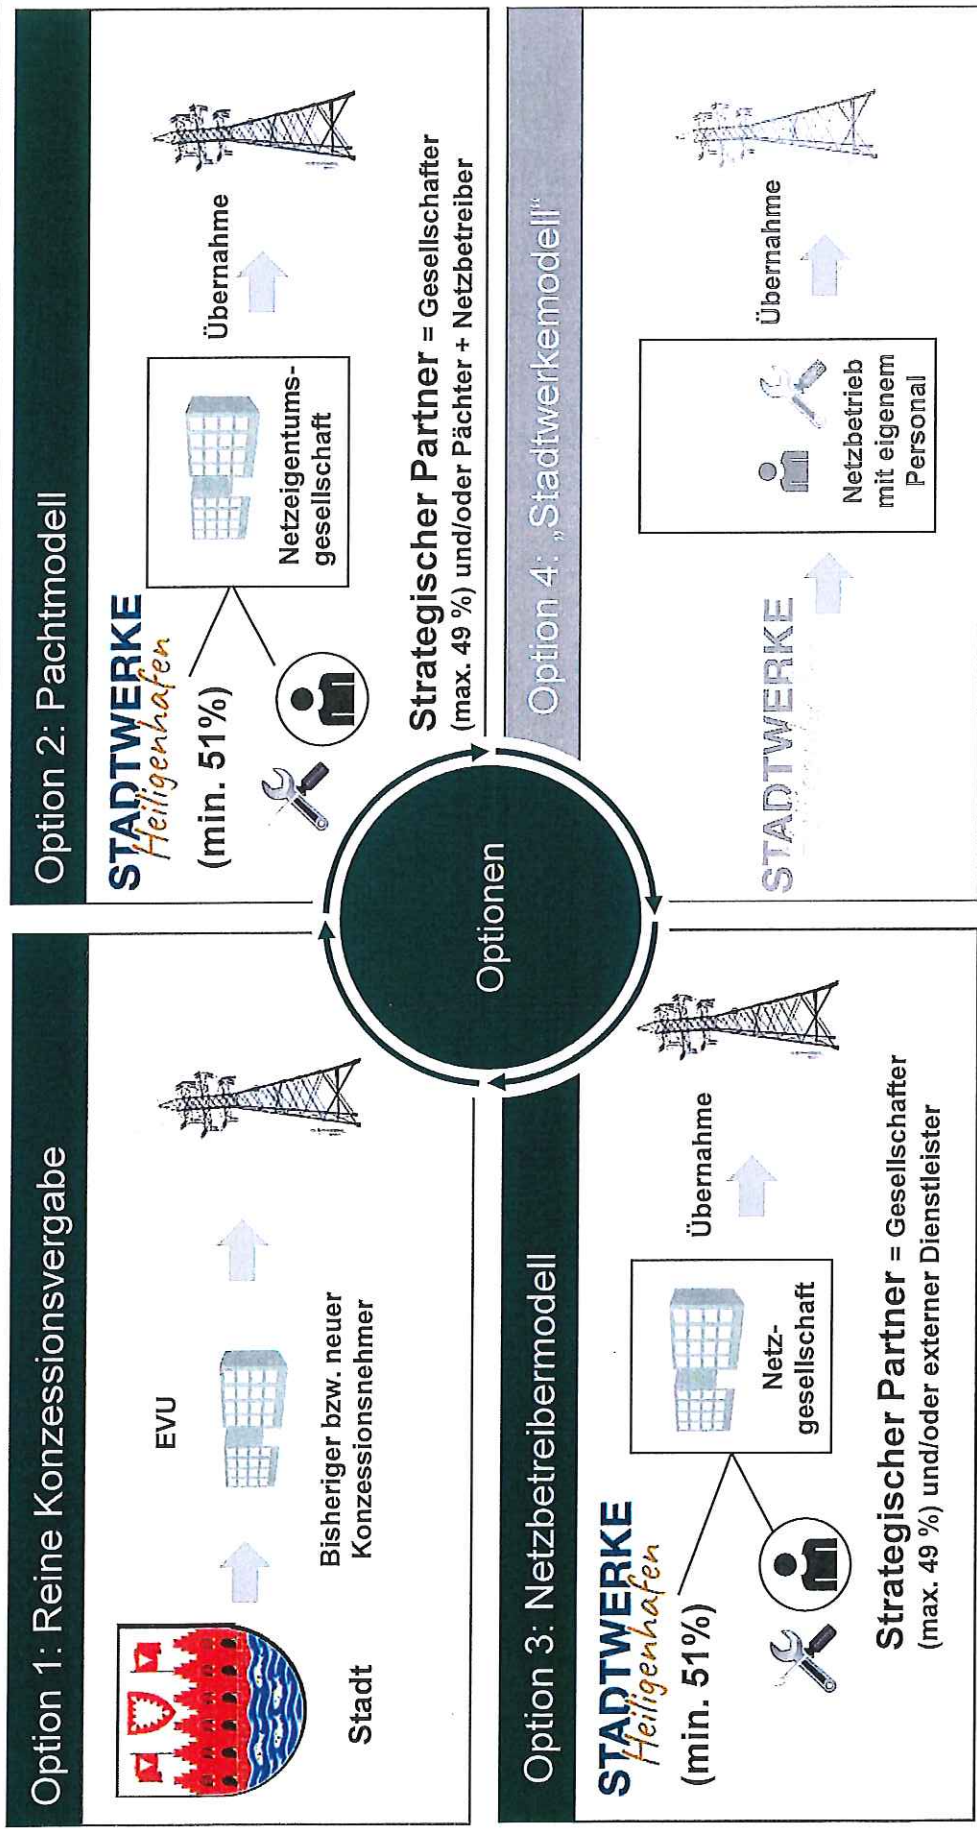 Option 1: Reine Konzessionsvergabe
EVU
Stadt
Bisheriger bzw. neuer
Konzessionsnehmer
Option 2: Pachtmodell
STADTWERKE
Heiligenhafen
(min. 51%)
Netzeigentums-
gesellschaft
Übernahme
Strategischer Partner = Gesellschafter
(max. 49 %) und/oder Pächter + Netzbetreiber
Optionen
Option 3: Netzbetreibermodell
STADTWERKE
Heiligenhafen
(min. 51%)
Netz-
gesellschaft
Übernahme
Strategischer Partner = Gesellschafter
(max. 49 %) und/oder externer Dienstleister
Option 4: „Stadtwerkemodell“
STADTWERKE
Netzbetrieb
mit eigenem
Personal
Übernahme